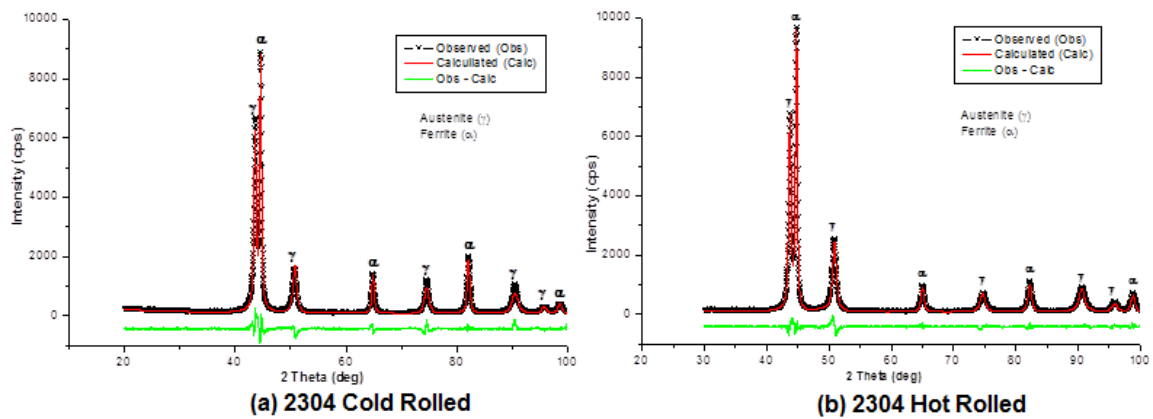 10000
8000
6000
4000
2000
0
Intensity (cps)
γ
α
γ
α
γ
α
γ
γ
α
Observed (Obs)
Calculated (Calc)
Obs - Calc
Austenite (γ)
Ferrite (α)
20
40
60
80
100
2 Theta (deg)
(a) 2304 Cold Rolled
10000
8000
6000
4000
2000
0
Intensity (cps)
γ
α
γ
α
γ
α
γ
γ
α
Observed (Obs)
Calculated (Calc)
Obs - Calc
Austenite (γ)
Ferrite (α)
20
30
40
50
60
70
80
90
100
2 Theta (deg)
(b) 2304 Hot Rolled